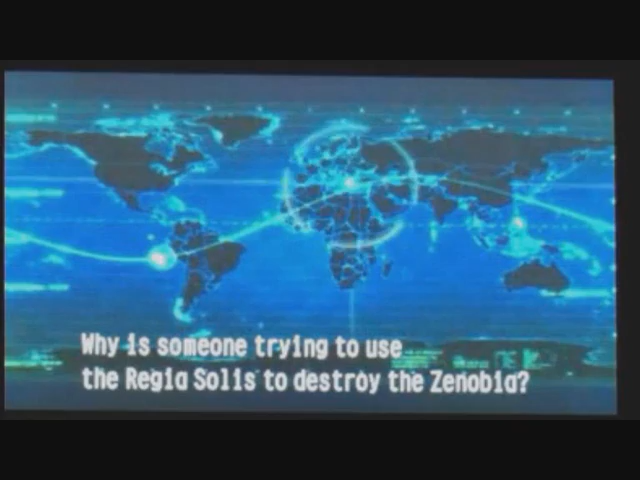 Why is someone trying to use
the Regia Solis to destroy the Zenobia?